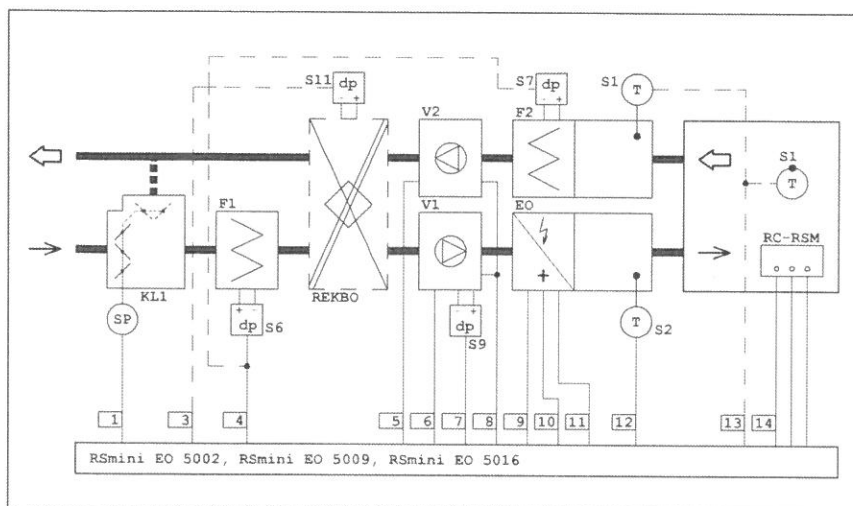 S11
dp
- +
S7
dp
- +
S1
T
V2
F2
S1
T
F1
V1
EO
+
RC-RSM
KL1
REKBO
SP
+ -
dp
S6
+ -
dp
S9
T
S2
1
3
4
5
6
7
8
9
10
11
12
13
14
RSmini EO 5002, RSmini EO 5009, RSmini EO 5016